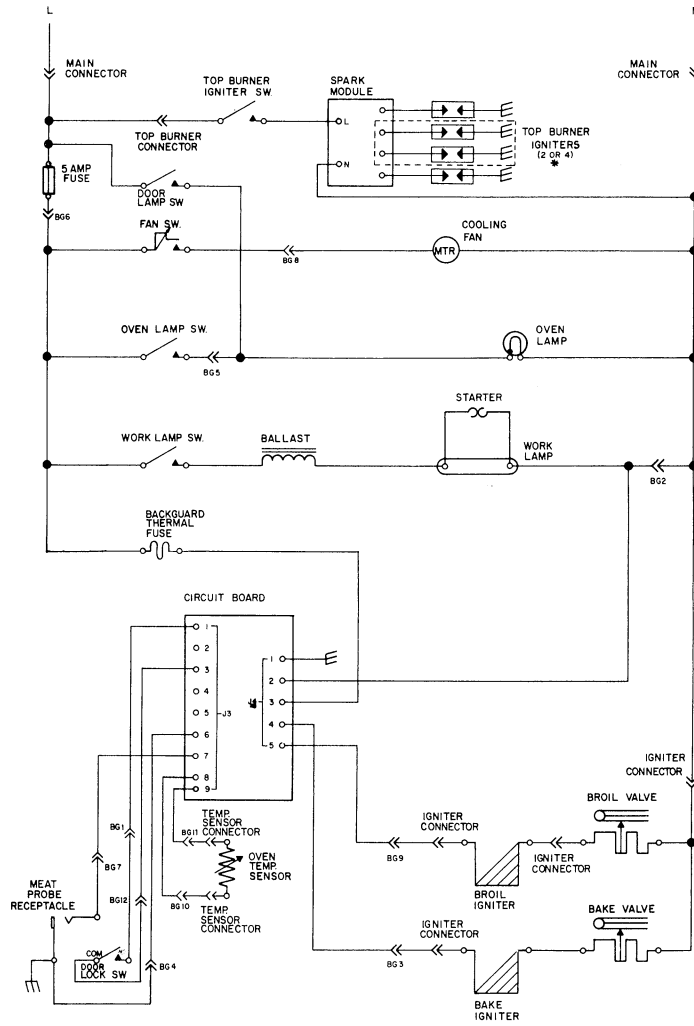 L
MAIN
CONNECTOR
TOP BURNER
IGNITER SW.
SPARK
MODULE
MAIN
CONNECTOR
L
N
TOP BURNER
CONNECTOR
TOP BURNER
IGNITERS
(2 OR 4)
*
5 AMP
FUSE
DOOR
LAMP SW
BG6
FAN SW.
COOLING
FAN
MTR
BG8
OVEN LAMP SW.
OVEN
LAMP
BG5
STARTER
WORK LAMP SW.
BALLAST
WORK
LAMP
BG2
BACKGUARD
THERMAL
FUSE
CIRCUIT BOARD
1
2
3
4
5
6
7
8
9
J3
1
2
3
4
5
IGNITER
CONNECTOR
BROIL VALVE
IGNITER
CONNECTOR
BG9
IGNITER
CONNECTOR
BROIL
IGNITER
TEMP.
SENSOR
CONNECTOR
BG11
OVEN
TEMP.
SENSOR
BG10
TEMP.
SENSOR
CONNECTOR
BG1
BG7
BG12
MEAT
PROBE
RECEPTACLE
COM
DOOR
LOCK SW
BG4
IGNITER
CONNECTOR
BAKE VALVE
BG3
BAKE
IGNITER